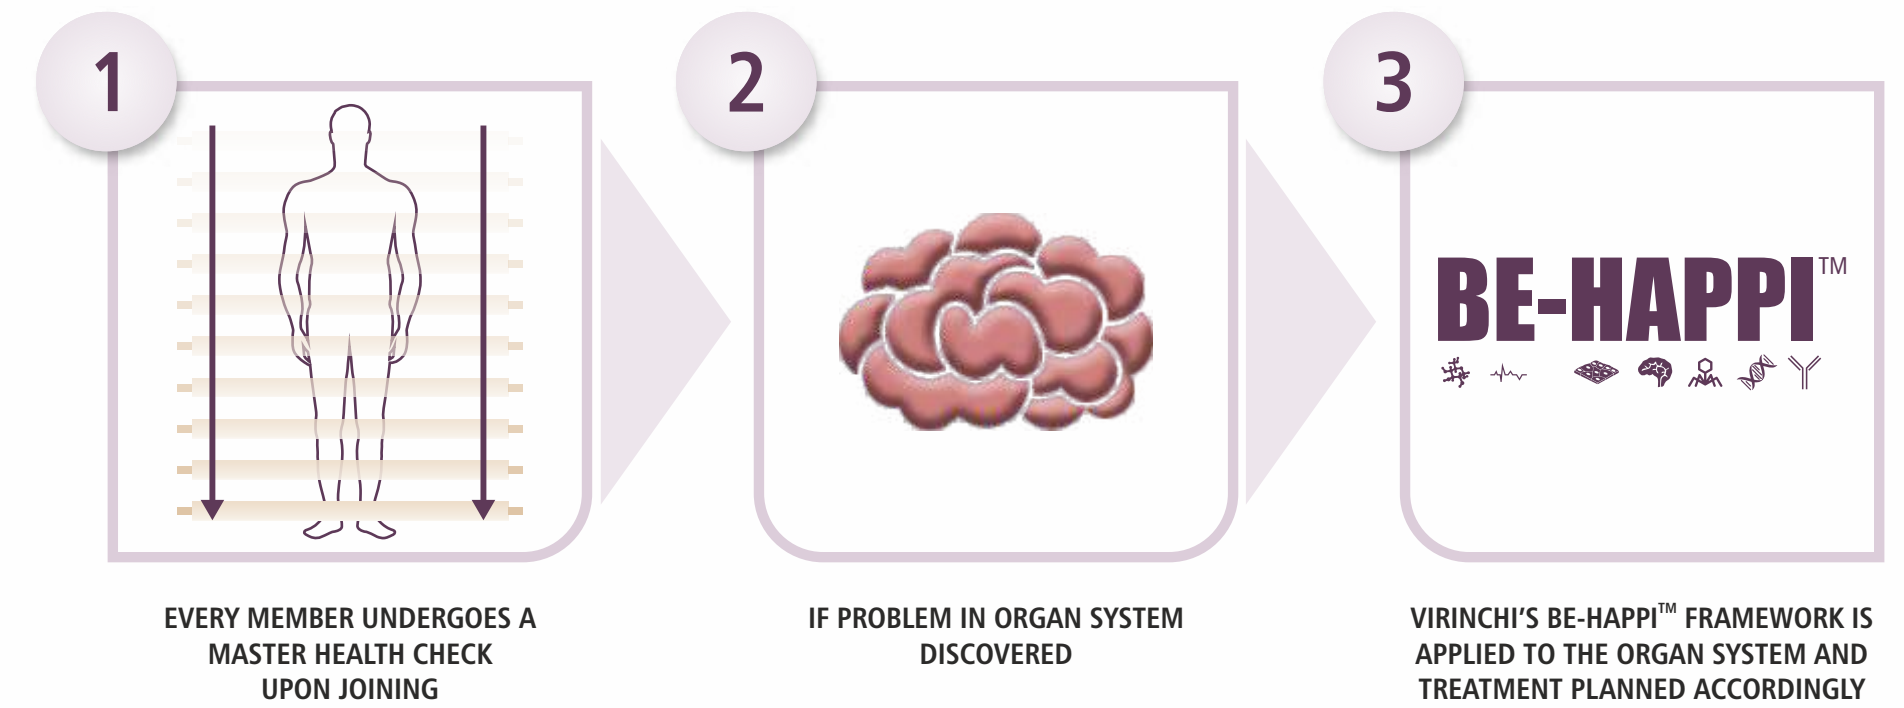 1
EVERY MEMBER UNDERGOES A
MASTER HEALTH CHECK
UPON JOINING
2
IF PROBLEM IN ORGAN SYSTEM
DISCOVERED
3
BE-HAPPI™
VIRINCHI’S BE-HAPPI™ FRAMEWORK IS
APPLIED TO THE ORGAN SYSTEM AND
TREATMENT PLANNED ACCORDINGLY